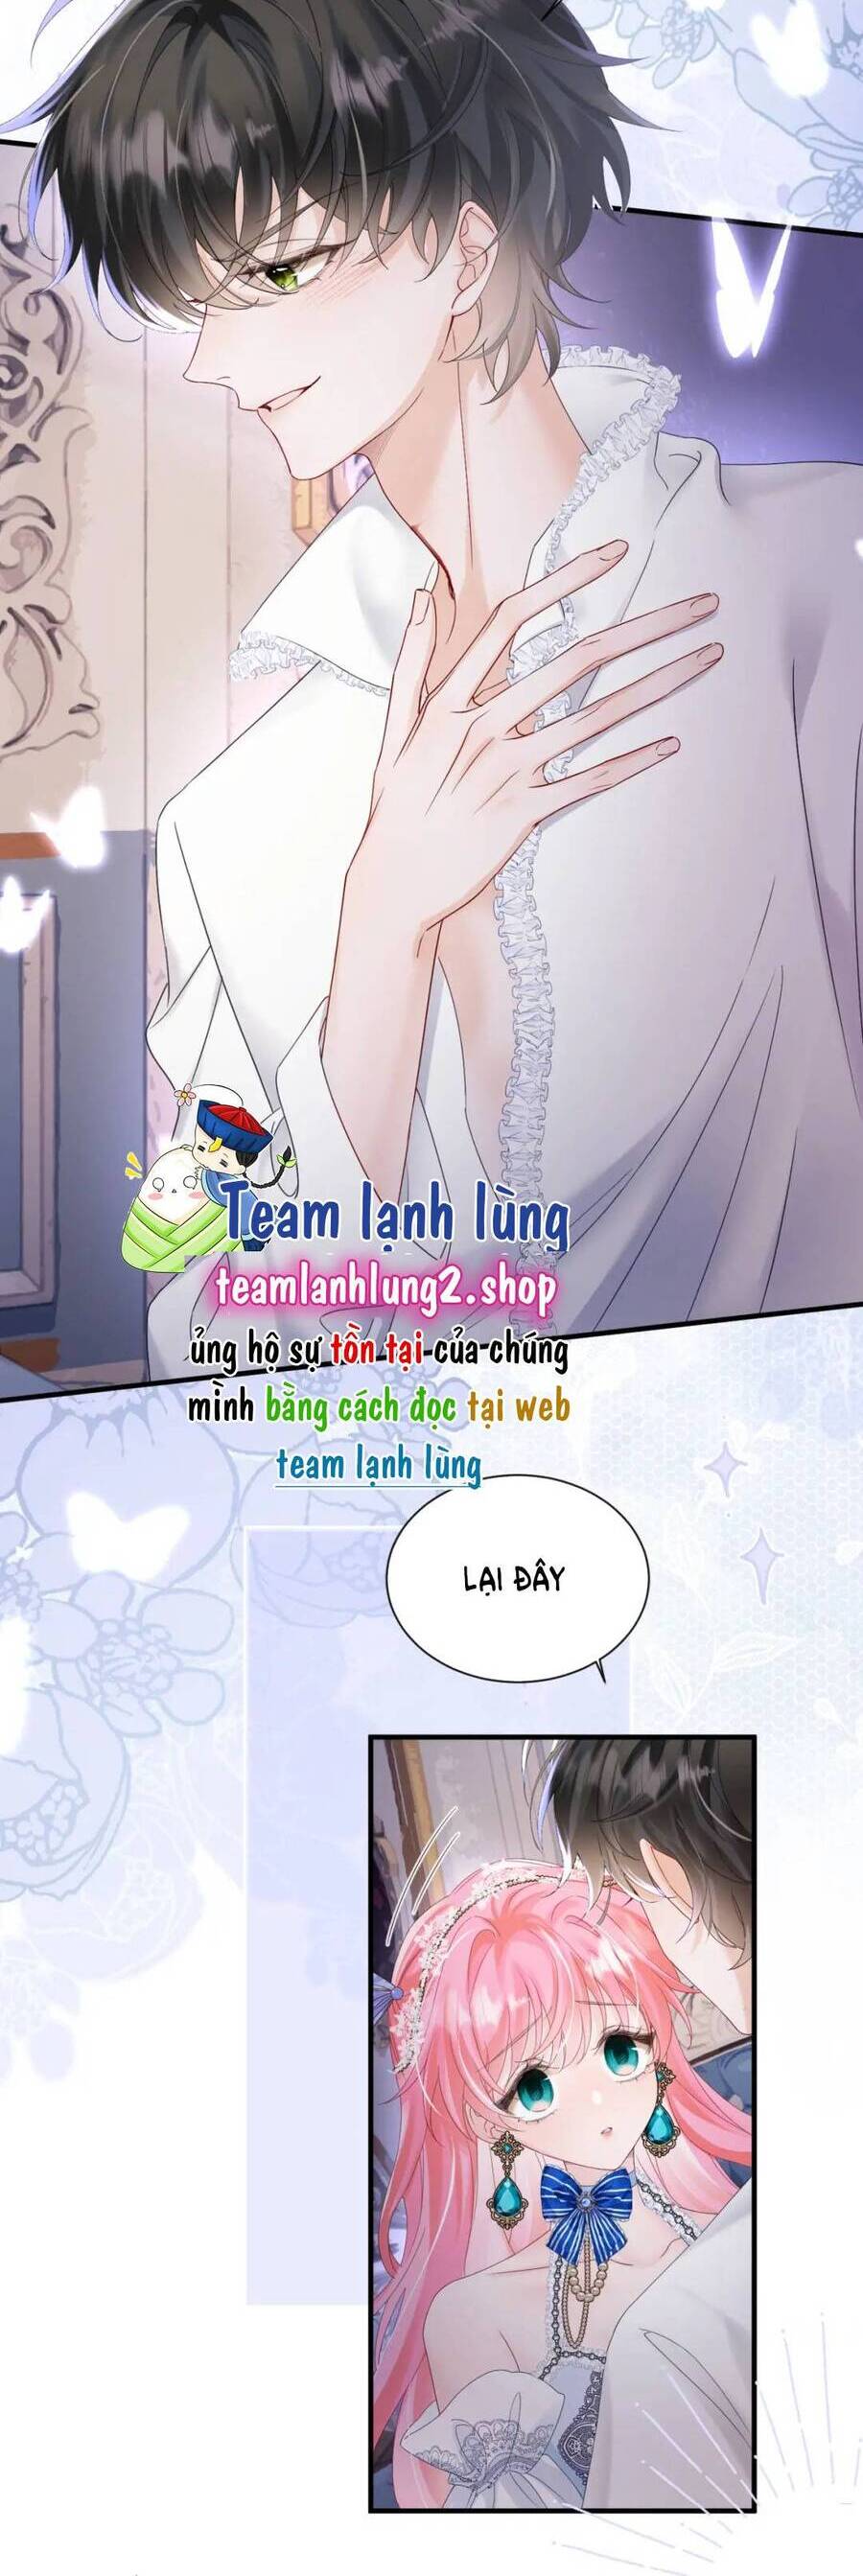 Team lạnh lùng
teamlanhlung2.shop
ủng hộ sự tồn tại của chúng
mình bằng cách đọc tại web
team lạnh lùng
LẠI ĐÂY